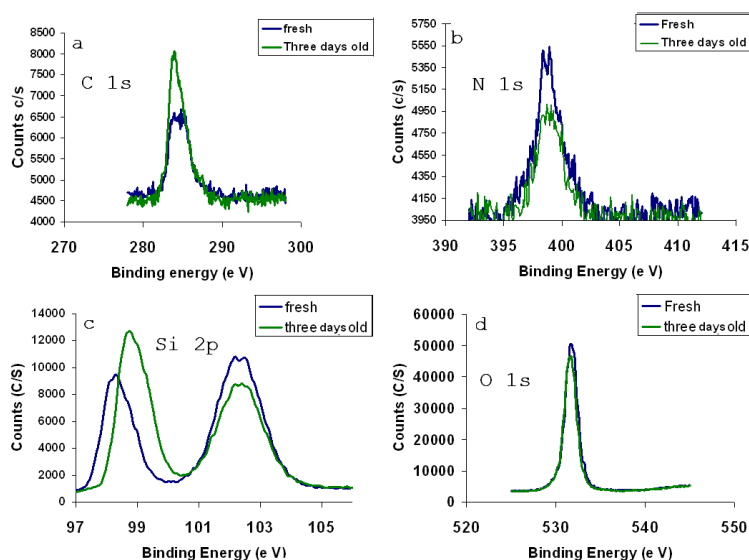 a
C 1s
fresh
Three days old
8500
8000
7500
7000
6500
6000
5500
5000
4500
4000
Counts c/s
270
280
290
300
Binding energy (e V)
b
N 1s
Fresh
Three days old
5750
5550
5350
5150
4950
4750
4550
4350
4150
3950
Counts (c/s)
390
395
400
405
410
415
Binding Energy (e V)
c
Si 2p
fresh
three days old
14000
12000
10000
8000
6000
4000
2000
0
Counts (C/S)
97
99
101
103
105
Binding Energy (e V)
d
O 1s
Fresh
three days old
60000
50000
40000
30000
20000
10000
0
Counts (C/S)
520
530
540
550
Binding Energy (e V)